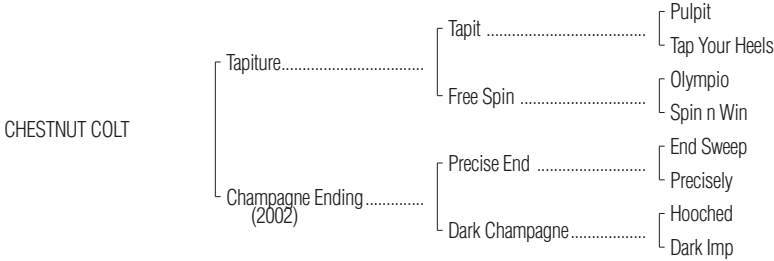 Pulpit
Tapit ....................................
Tap Your Heels
Tapiture................................
Olympio
Free Spin ............................
Spin n Win
CHESTNUT COLT
End Sweep
Precise End ........................
Precisely
Champagne Ending.............
(2002)
Hooched
Dark Champagne.................
Dark Imp